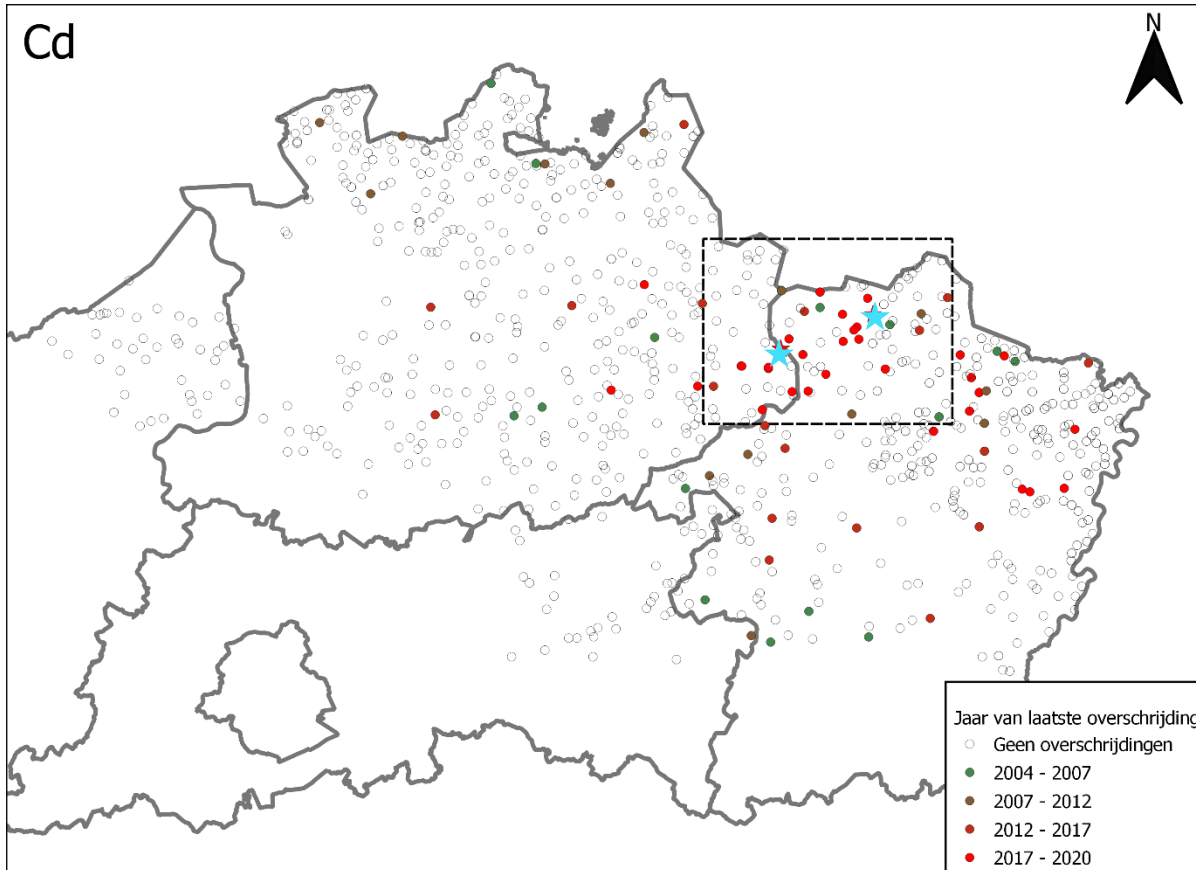 Cd
N
Jaar van laatste overschrijding
Geen overschrijdingen
2004 - 2007
2007 - 2012
2012 - 2017
2017 - 2020